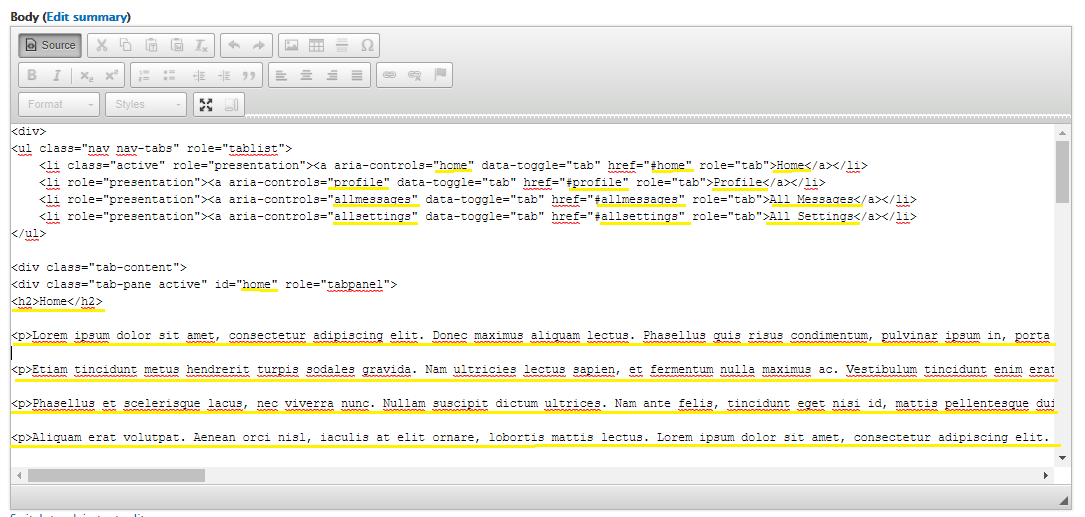 Body (Edit summary)
Source
B I x₂ x²
Format Styles
<div>
<ul class="nav nav-tabs" role="tablist">
<li class="active" role="presentation"><a aria-controls="home" data-toggle="tab" href="#home" role="tab">Home</a></li>
<li role="presentation"><a aria-controls="profile" data-toggle="tab" href="#profile" role="tab">Profile</a></li>
<li role="presentation"><a aria-controls="allmessages" data-toggle="tab" href="#allmessages" role="tab">All Messages</a></li>
<li role="presentation"><a aria-controls="allsettings" data-toggle="tab" href="#allsettings" role="tab">All Settings</a></li>
</ul>
<div class="tab-content">
<div class="tab-pane active" id="home" role="tabpanel">
<h2>Home</h2>
<p>Lorem ipsum dolor sit amet, consectetur adipiscing elit. Donec maximus aliquam lectus. Phasellus quis risus condimentum, pulvinar ipsum in, porta
<p>Etiam tincidunt metus hendrerit turpis sodales gravida. Nam ultricies lectus sapien, et fermentum nulla maximus ac. Vestibulum tincidunt enim erat
<p>Phasellus et scelerisque lacus, nec viverra nunc. Nullam suscipit dictum ultrices. Nam ante felis, tincidunt eget nisi id, mattis pellentesque dui
<p>Aliquam erat volutpat. Aenean orci nisl, iaculis at elit ornare, lobortis mattis lectus. Lorem ipsum dolor sit amet, consectetur adipiscing elit.